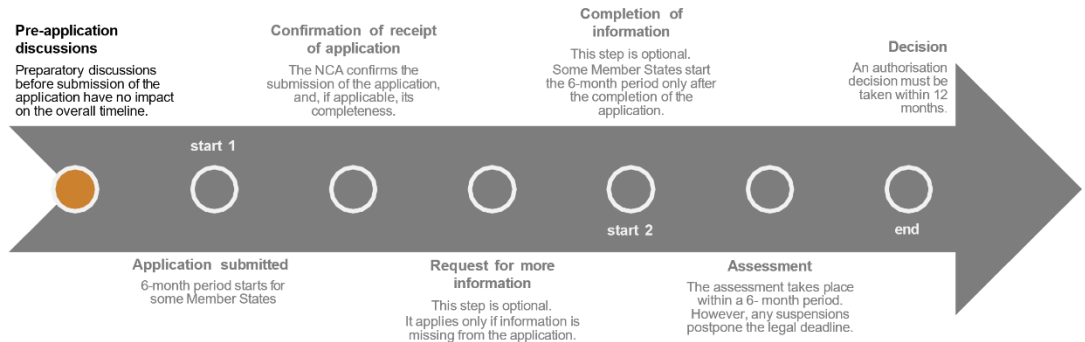 Pre-application
discussions
Preparatory discussions
before submission of the
application have no impact
on the overall timeline.
Confirmation of receipt
of application
The NCA confirms the
submission of the application,
and, if applicable, its
completeness.
Completion of
information
This step is optional.
Some Member States start
the 6-month period only after
the completion of the
application.
Decision
An authorisation
decision must be
taken within 12
months.
start 1
start 2
end
Application submitted
6-month period starts for
some Member States
Request for more
information
This step is optional.
It applies only if information is
missing from the application.
Assessment
The assessment takes place
within a 6- month period.
However, any suspensions
postpone the legal deadline.